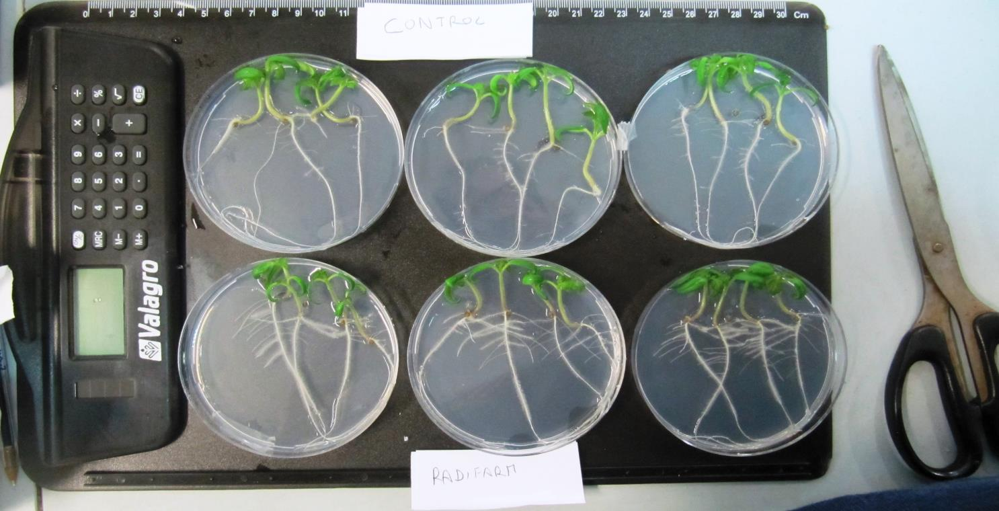 0 1 2 3 4 5 6 7 8 9 10 11 20 21 22 23 24 25 26 27 28 29 30 Cm
CONTROL
÷ % √ CE
X − +
9 6 3 =
8 5 2 .
7 4 1 0
ON/C MRC M− M+
Valagro
RADIFARM